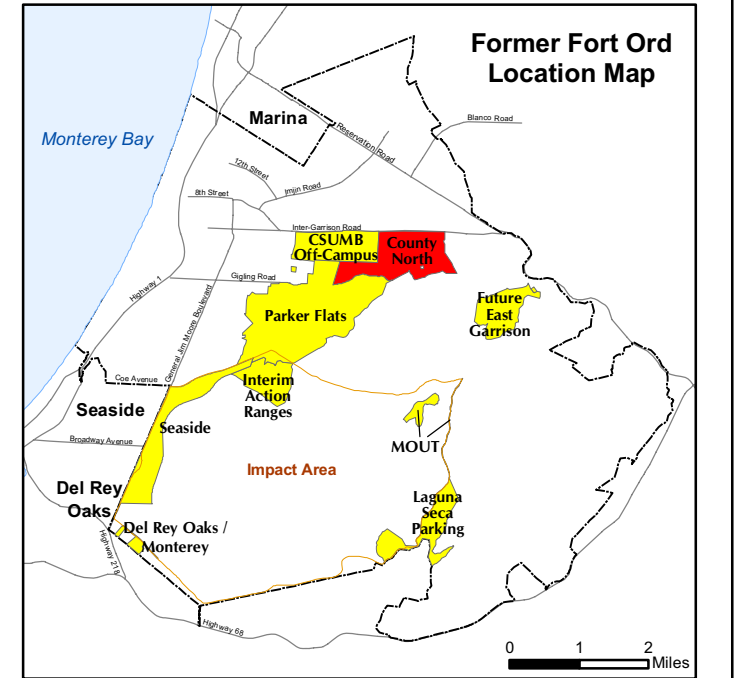 Former Fort Ord
Location Map
Marina
Blanco Road
Monterey Bay
Reservation Road
12th Street
Imjin Road
8th Street
Inter-Garrison Road
CSUMB
Off-Campus
County
North
Gigling Road
Highway 1
General Jim Moore Boulevard
Parker Flats
Future
East
Garrison
Coe Avenue
Interim
Action
Ranges
Seaside
Seaside
Broadway Avenue
MOUT
Impact Area
Del Rey
Oaks
Laguna
Seca
Parking
Del Rey Oaks /
Monterey
Highway 218
Highway 68
0 1 2
Miles